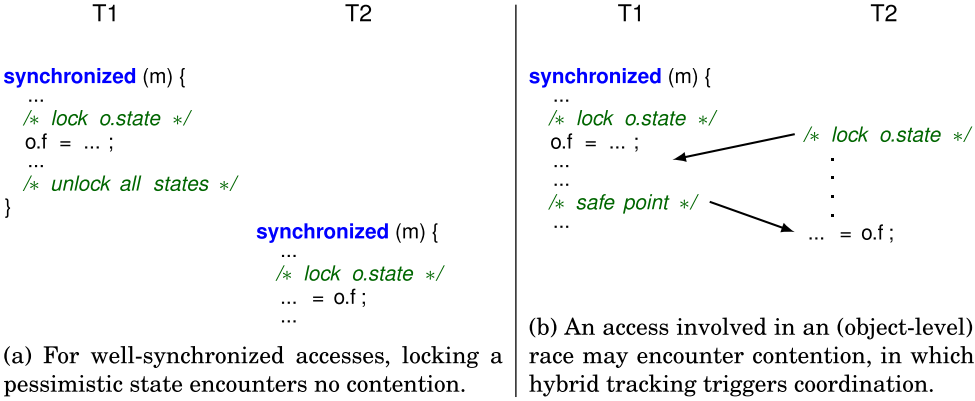 T1
T2
synchronized (m) {
...
/* lock o.state */
o.f = ... ;
...
/* unlock all states */
}
synchronized (m) {
...
/* lock o.state */
... = o.f ;
...
(a) For well-synchronized accesses, locking a
pessimistic state encounters no contention.
T1
T2
synchronized (m) {
...
/* lock o.state */
o.f = ... ;
...
...
/* safe point */
...
/* lock o.state */
.
.
.
.
... = o.f ;
(b) An access involved in an (object-level)
race may encounter contention, in which
hybrid tracking triggers coordination.